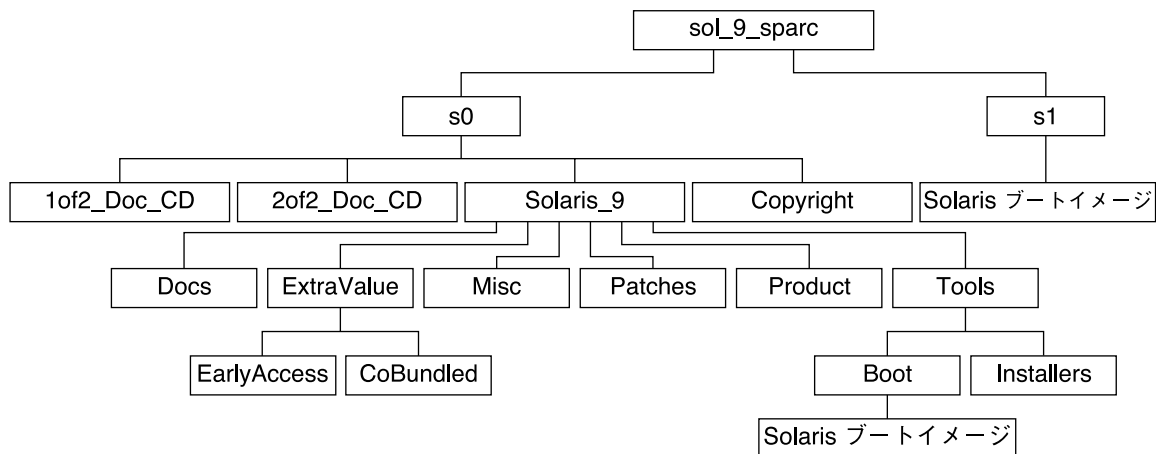 sol_9_sparc
s0
s1
1of2_Doc_CD
2of2_Doc_CD
Solaris_9
Copyright
Solaris ブートイメージ
Docs
ExtraValue
Misc
Patches
Product
Tools
EarlyAccess
CoBundled
Boot
Installers
Solaris ブートイメージ